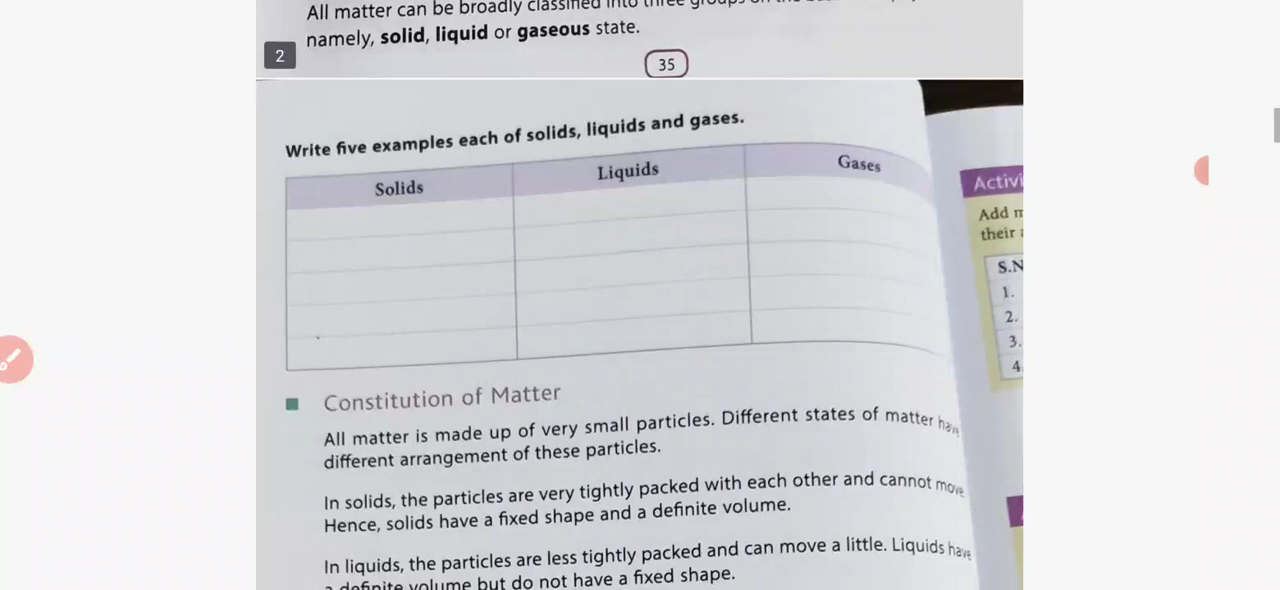 All matter can be broadly classified into three groups on the
namely, solid, liquid or gaseous state.
2
35
Write five examples each of solids, liquids and gases.
Solids Liquids Gases
Constitution of Matter
All matter is made up of very small particles. Different states of matter have
different arrangement of these particles.
In solids, the particles are very tightly packed with each other and cannot move
Hence, solids have a fixed shape and a definite volume.
In liquids, the particles are less tightly packed and can move a little. Liquids have
a definite volume but do not have a fixed shape.
Add
their
S.N
1.
2.
3.
4